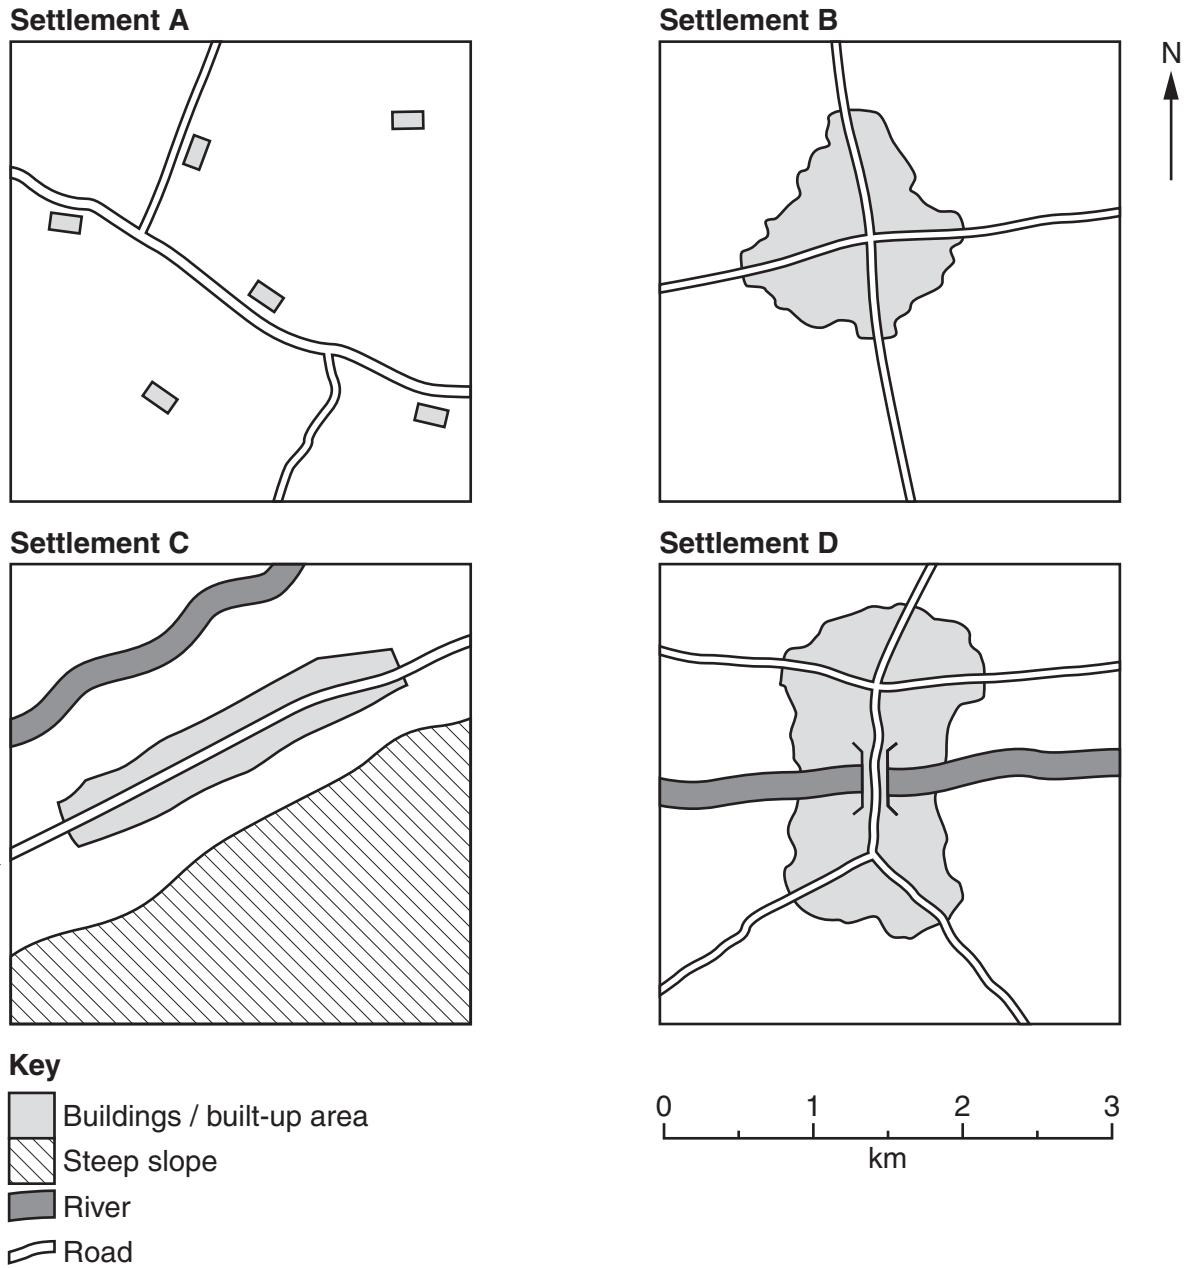 Settlement A
Settlement B
N
Settlement C
Settlement D
Key
Buildings / built-up area
Steep slope
River
Road
0 1 2 3
km